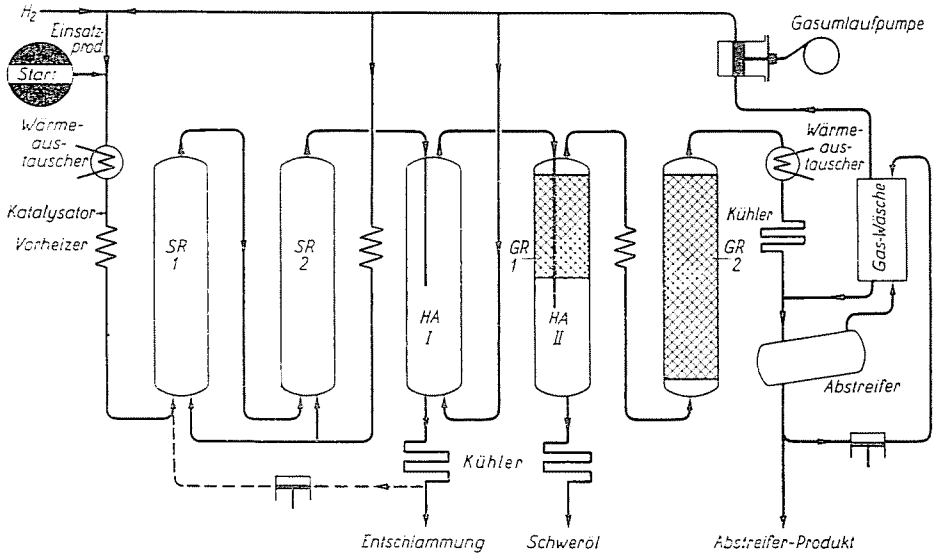 H₂
Einsatz-
prod.
Start
Gasumlaufpumpe
Wärme-
aus-
tauscher
Katalysator
Vorheizer
SR
1
SR
2
HA
I
GR
1
HA
II
GR
2
Wärme-
aus-
tauscher
Kühler
Gas-Wäsche
Abstreifer
Kühler
Entschlammung
Schweröl
Abstreifer-Produkt